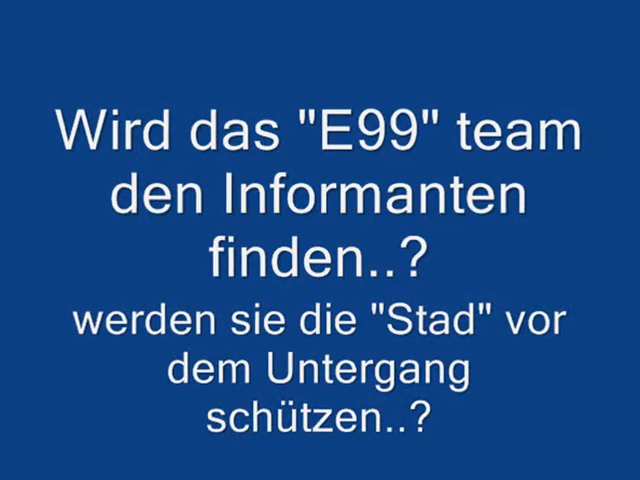 Wird das "E99" team
den Informanten
finden..?
werden sie die "Stad" vor
dem Untergang
schützen..?